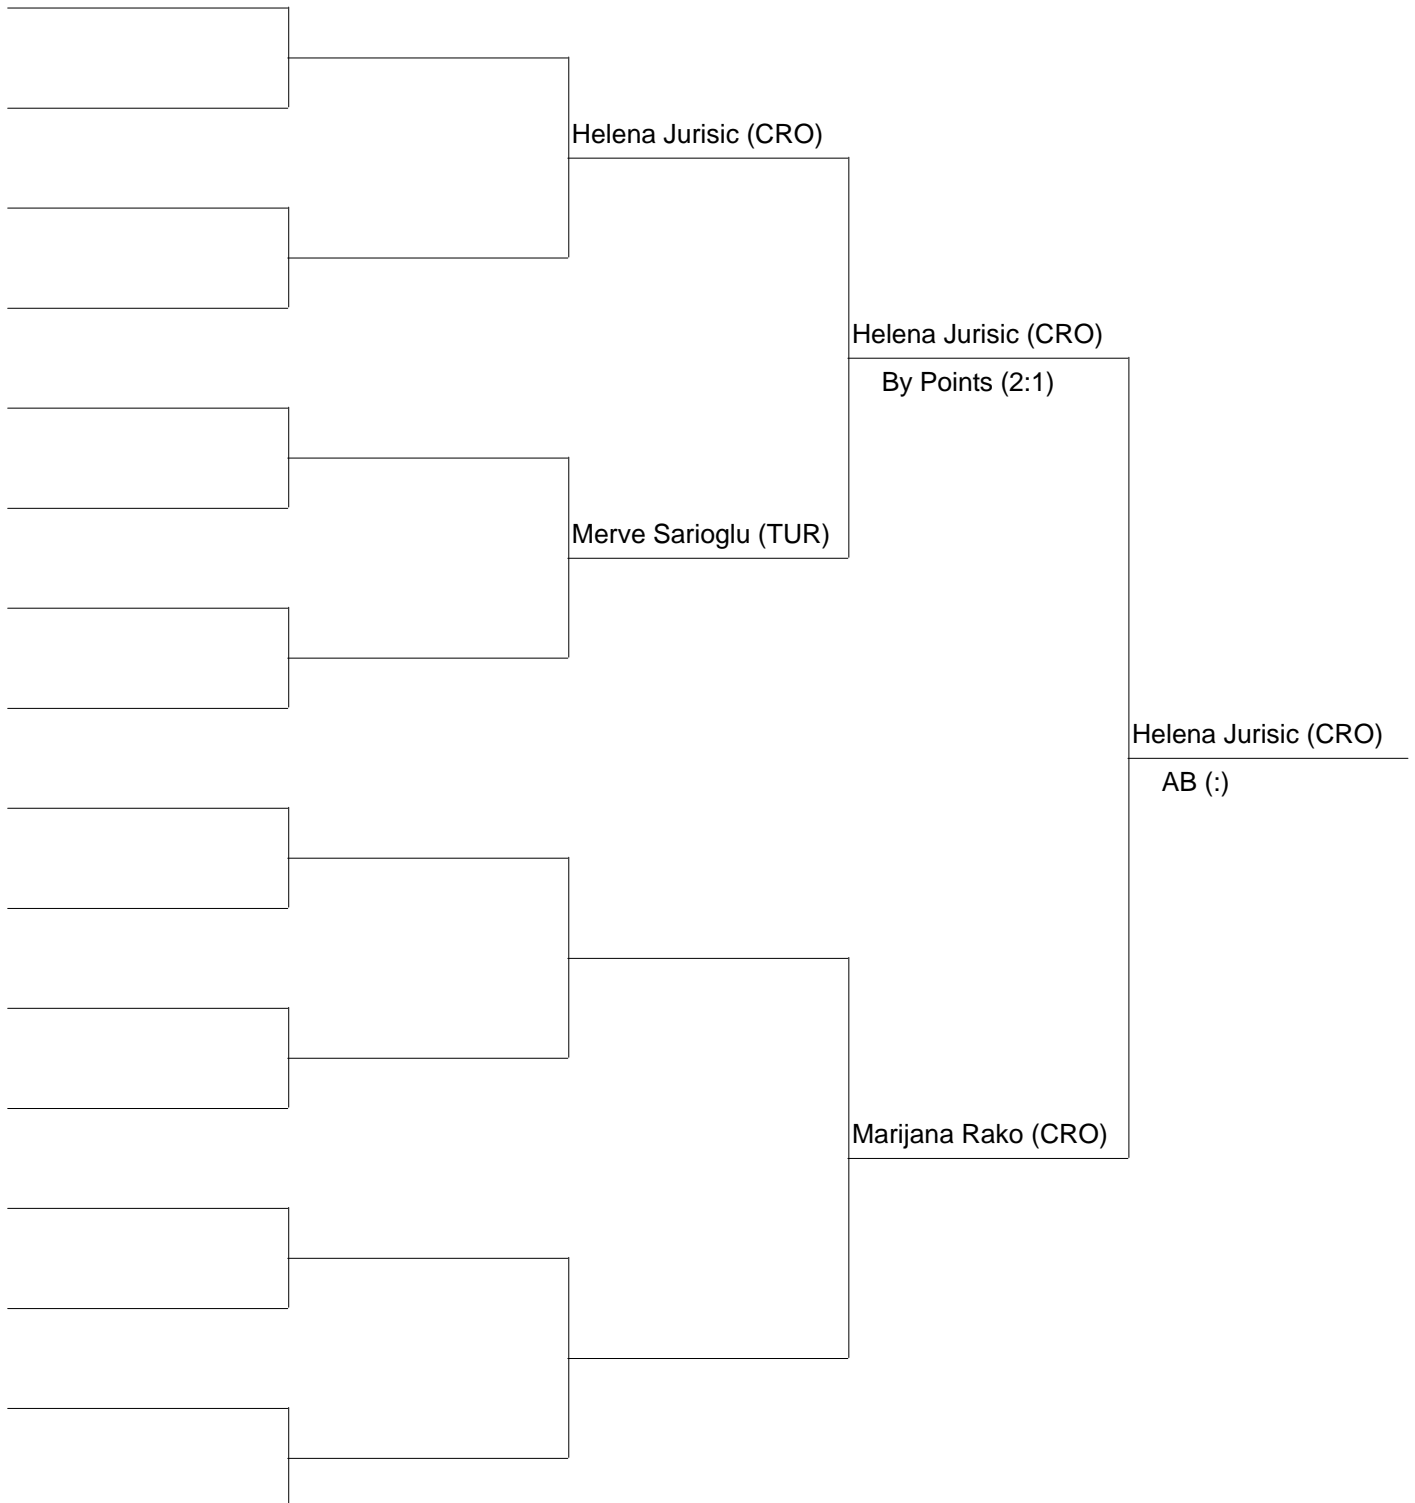 Helena Jurisic (CRO)
Helena Jurisic (CRO)
By Points (2:1)
Merve Sarioglu (TUR)
Helena Jurisic (CRO)
AB (:)
Marijana Rako (CRO)